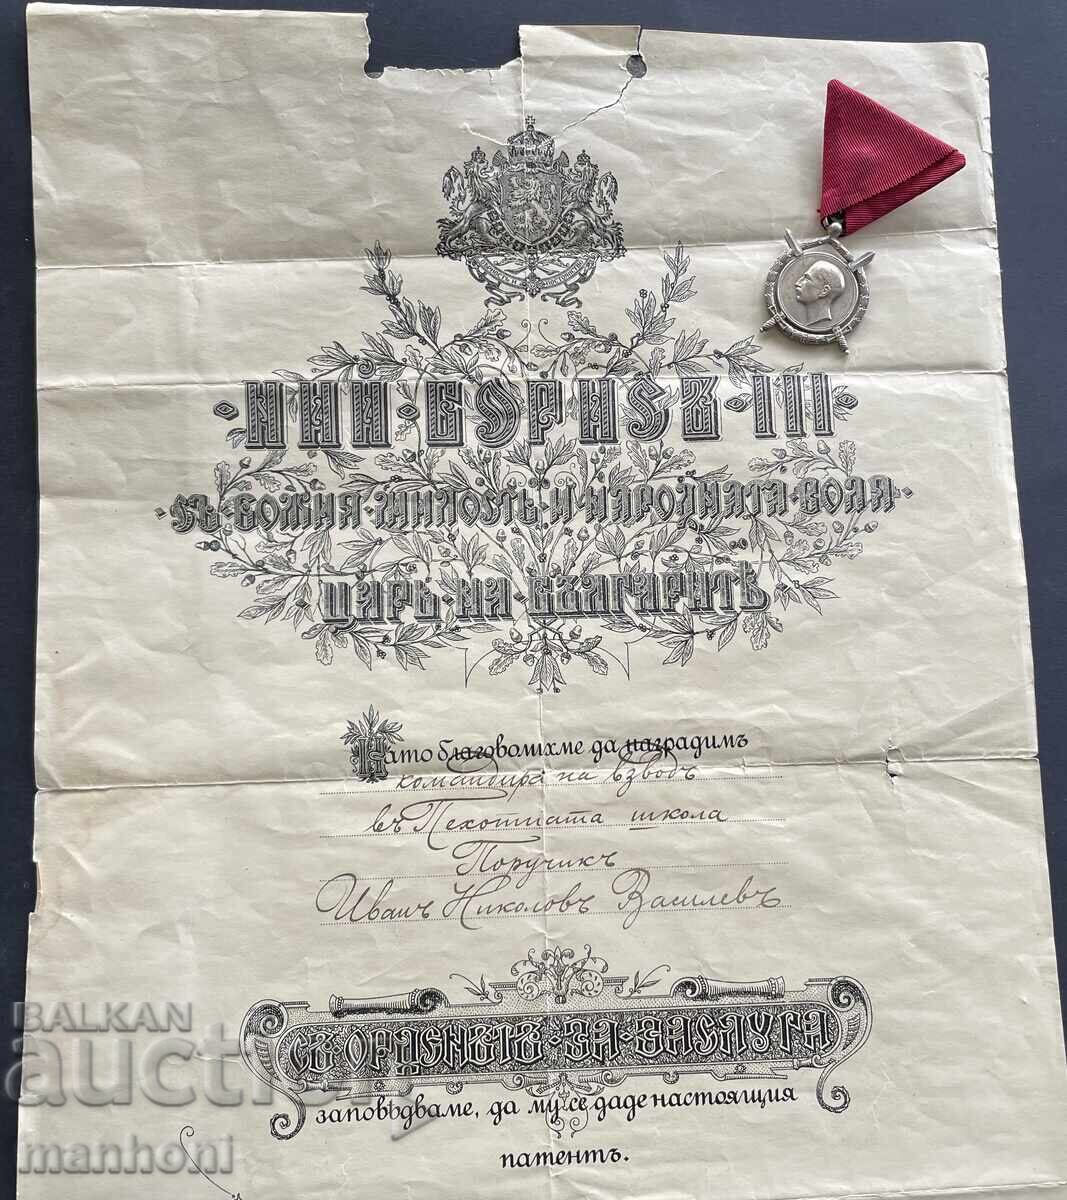 НИЙ БОРИСЪ III
СЪ БОЖИЯ МИЛОСТЬ И НАРОДНАТА ВОЛЯ
ЦАРЬ НА БЪЛГАРИТѢ
Като благоволихме да наградимъ
командира на взводъ
въ Пехотната школа
Поручикъ
Иванъ Николовъ Василевъ
СЪ ОРДЕНЪТЪ ЗА ЗАСЛУГА
заповѣдваме, да му се даде настоящия
патентъ.
BALKAN
auction
manhoni